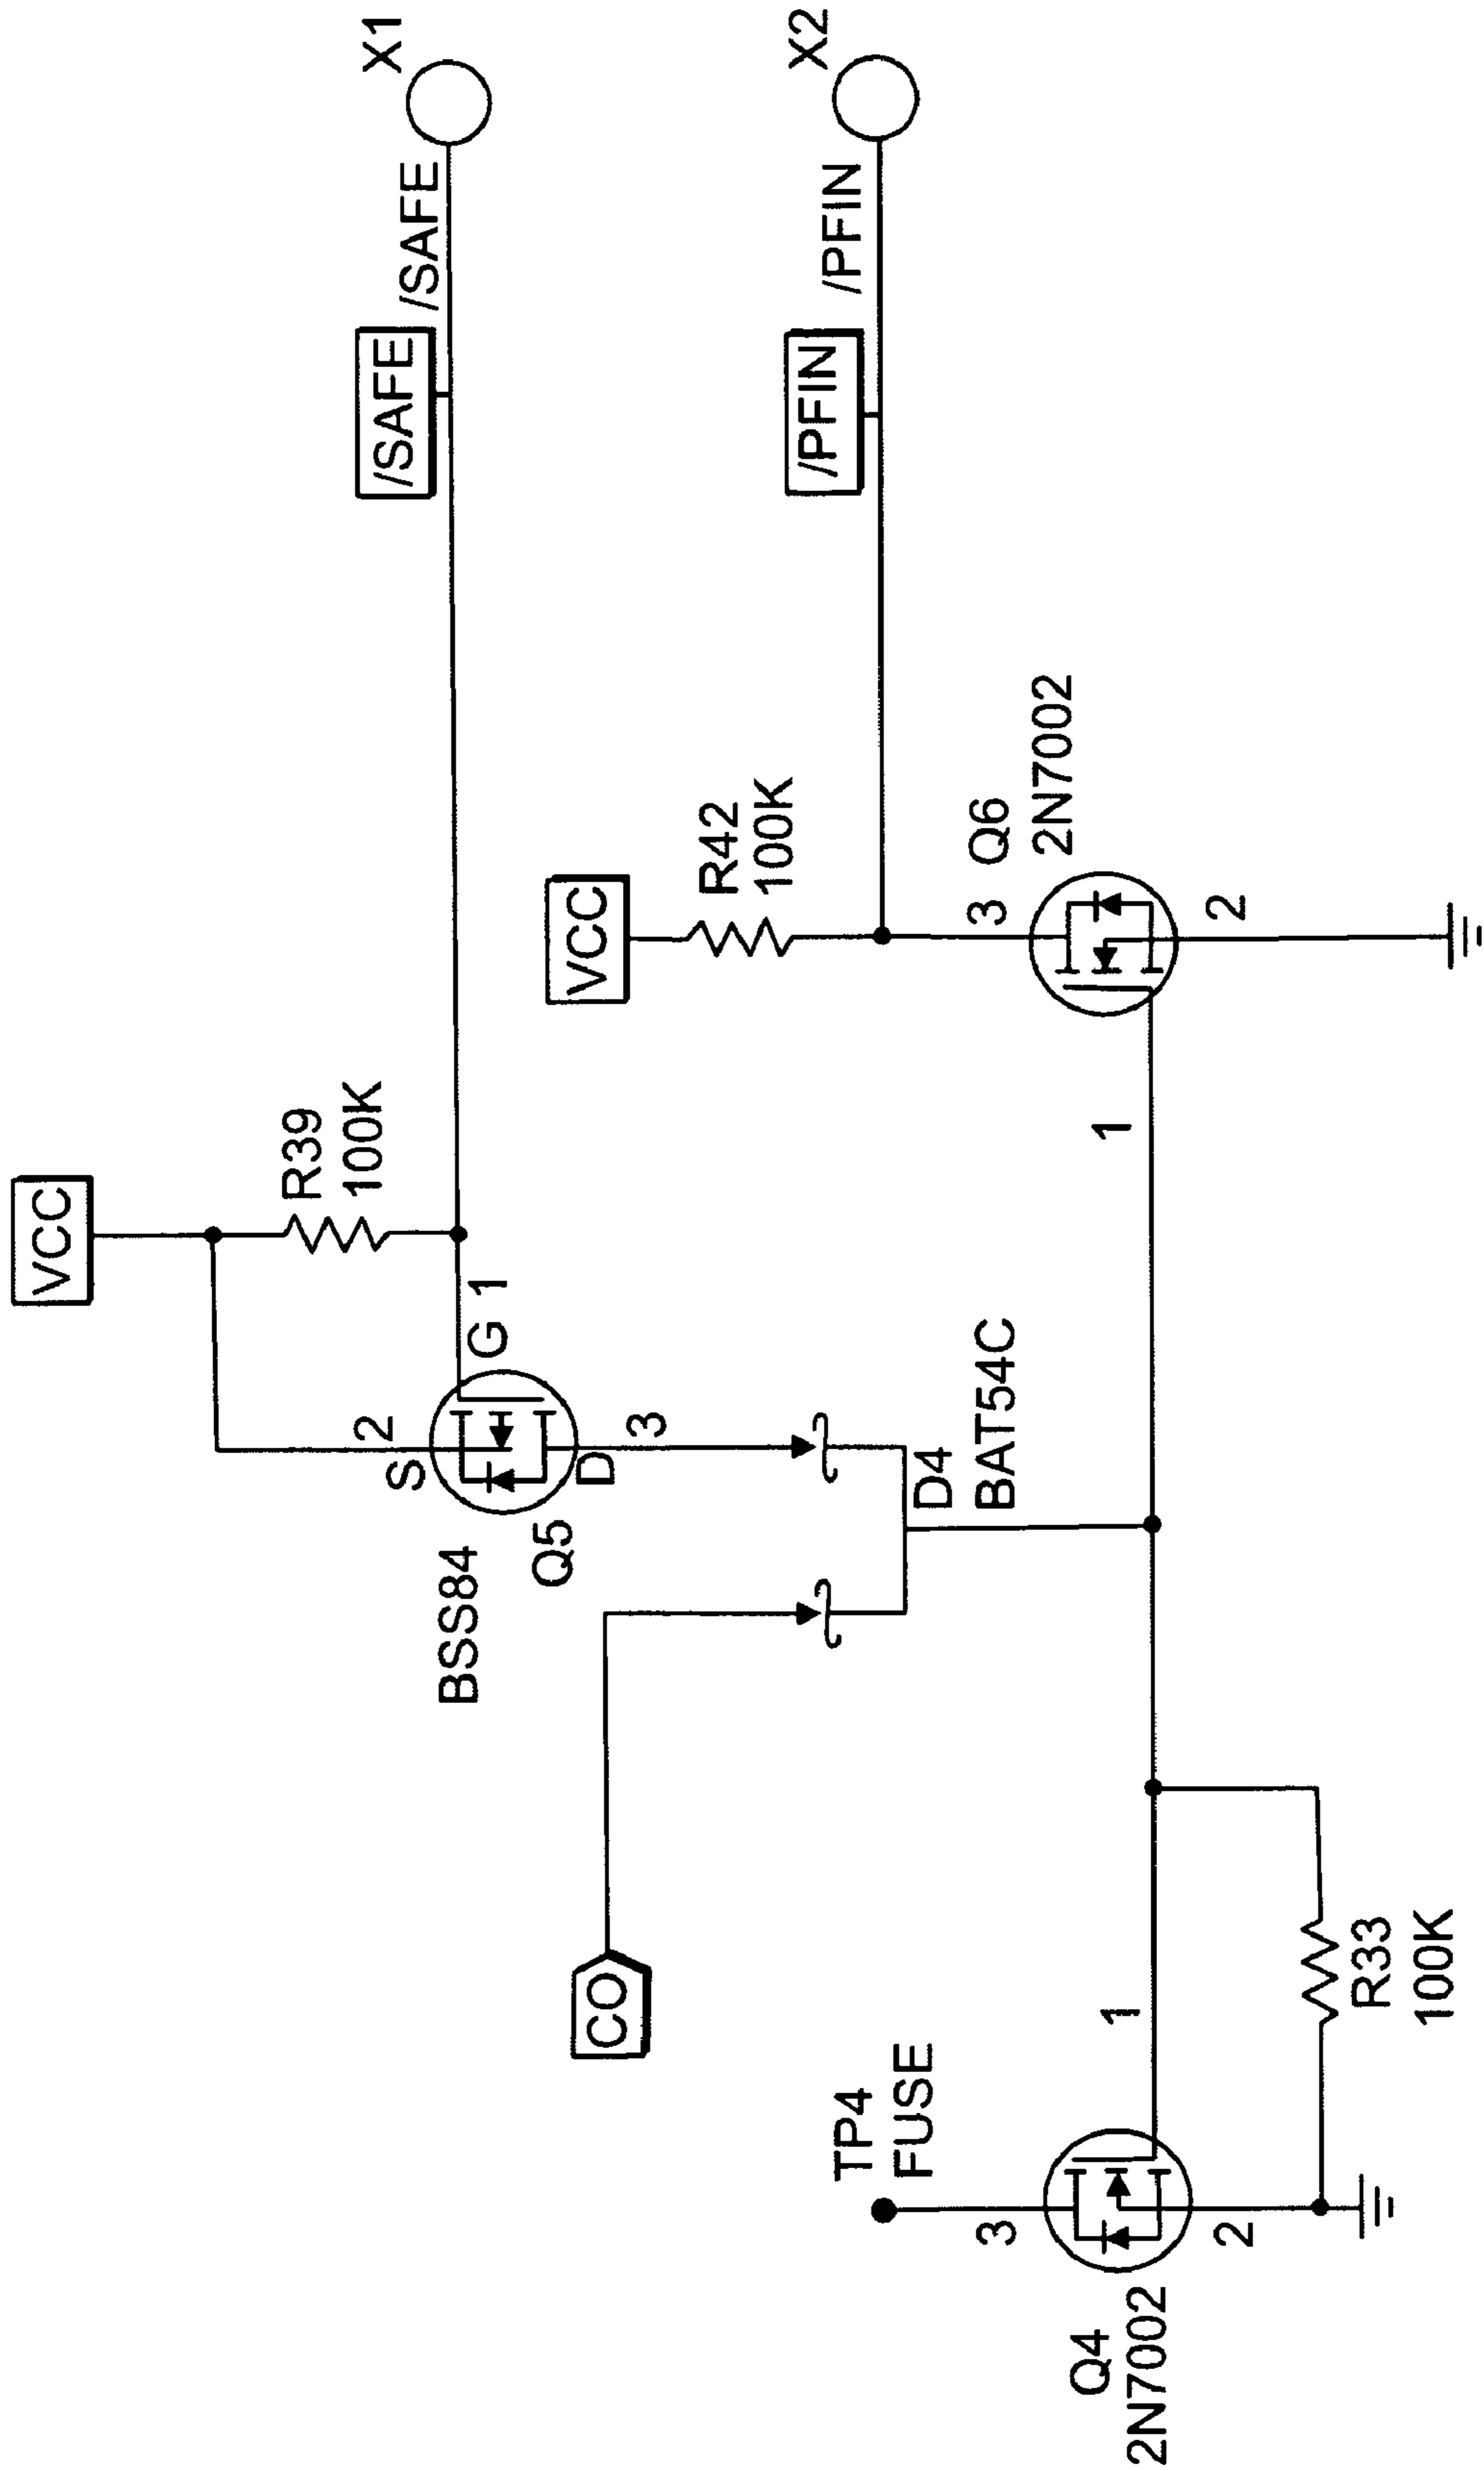 VCC
R39
100K
X1
/SAFE
/SAFE
S
2
G
1
BSS84
Q5
D
3
VCC
R42
100K
X2
/PFIN
/PFIN
CO
D4
BAT54C
3
Q6
2N7002
1
2
TP4
FUSE
3
1
Q4
2N7002
2
R33
100K